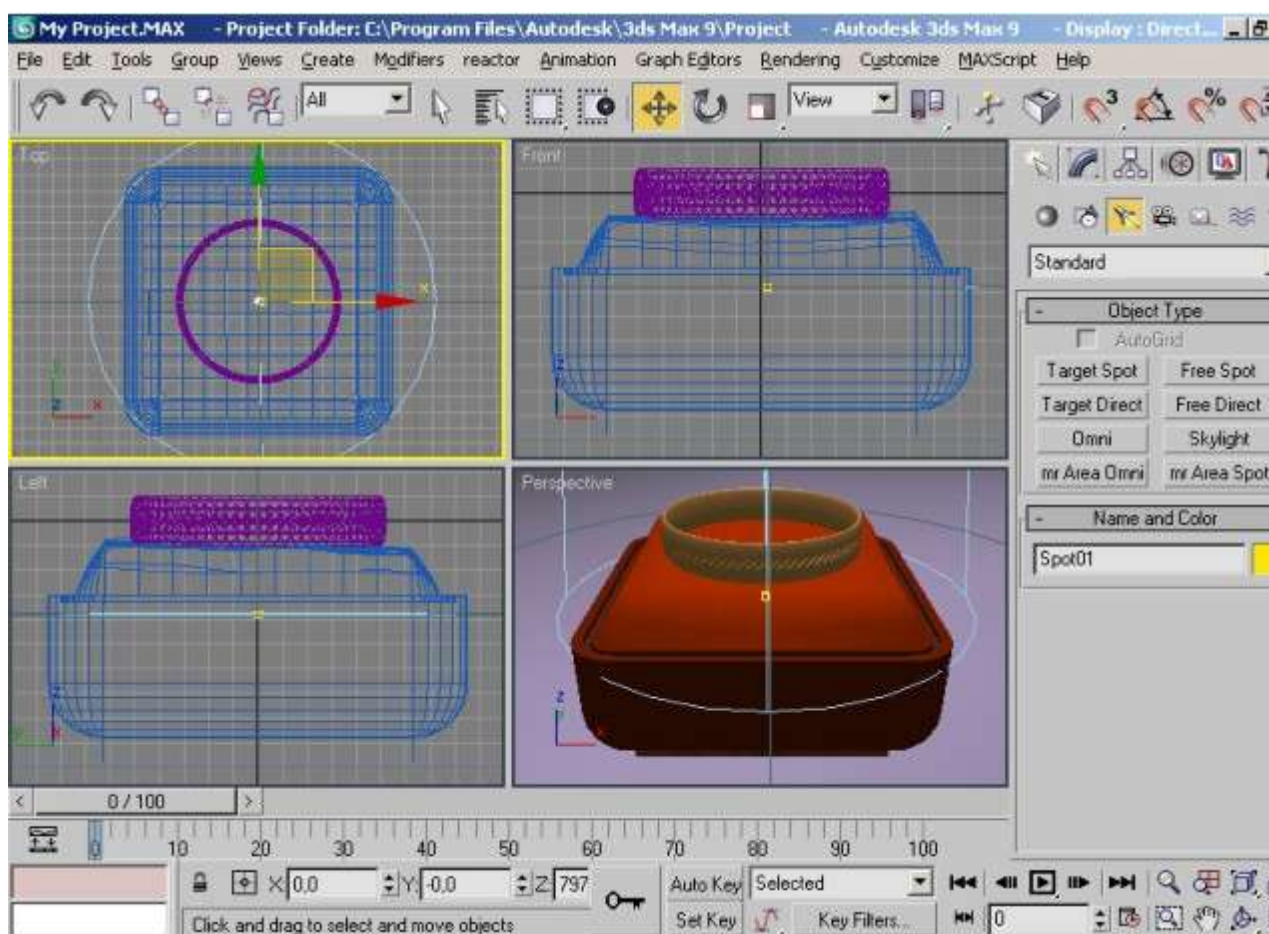 My Project.MAX - Project Folder: C:\Program Files\Autodesk\3ds Max 9\Project - Autodesk 3ds Max 9 - Display : Direct...
File Edit Tools Group Views Create Modifiers reactor Animation Graph Editors Rendering Customize MAXScript Help
All View 3 %
Top Front
Standard
- Object Type
AutoGrid
Target Spot Free Spot
Target Direct Free Direct
Omni Skylight
mr Area Omni mr Area Spot
Left Perspective
- Name and Color
Spot01
< 0 / 100 >
0 10 20 30 40 50 60 70 80 90 100
X: 0,0 Y: -0,0 Z: 797 Auto Key Selected
Click and drag to select and move objects Set Key Key Filters... 0